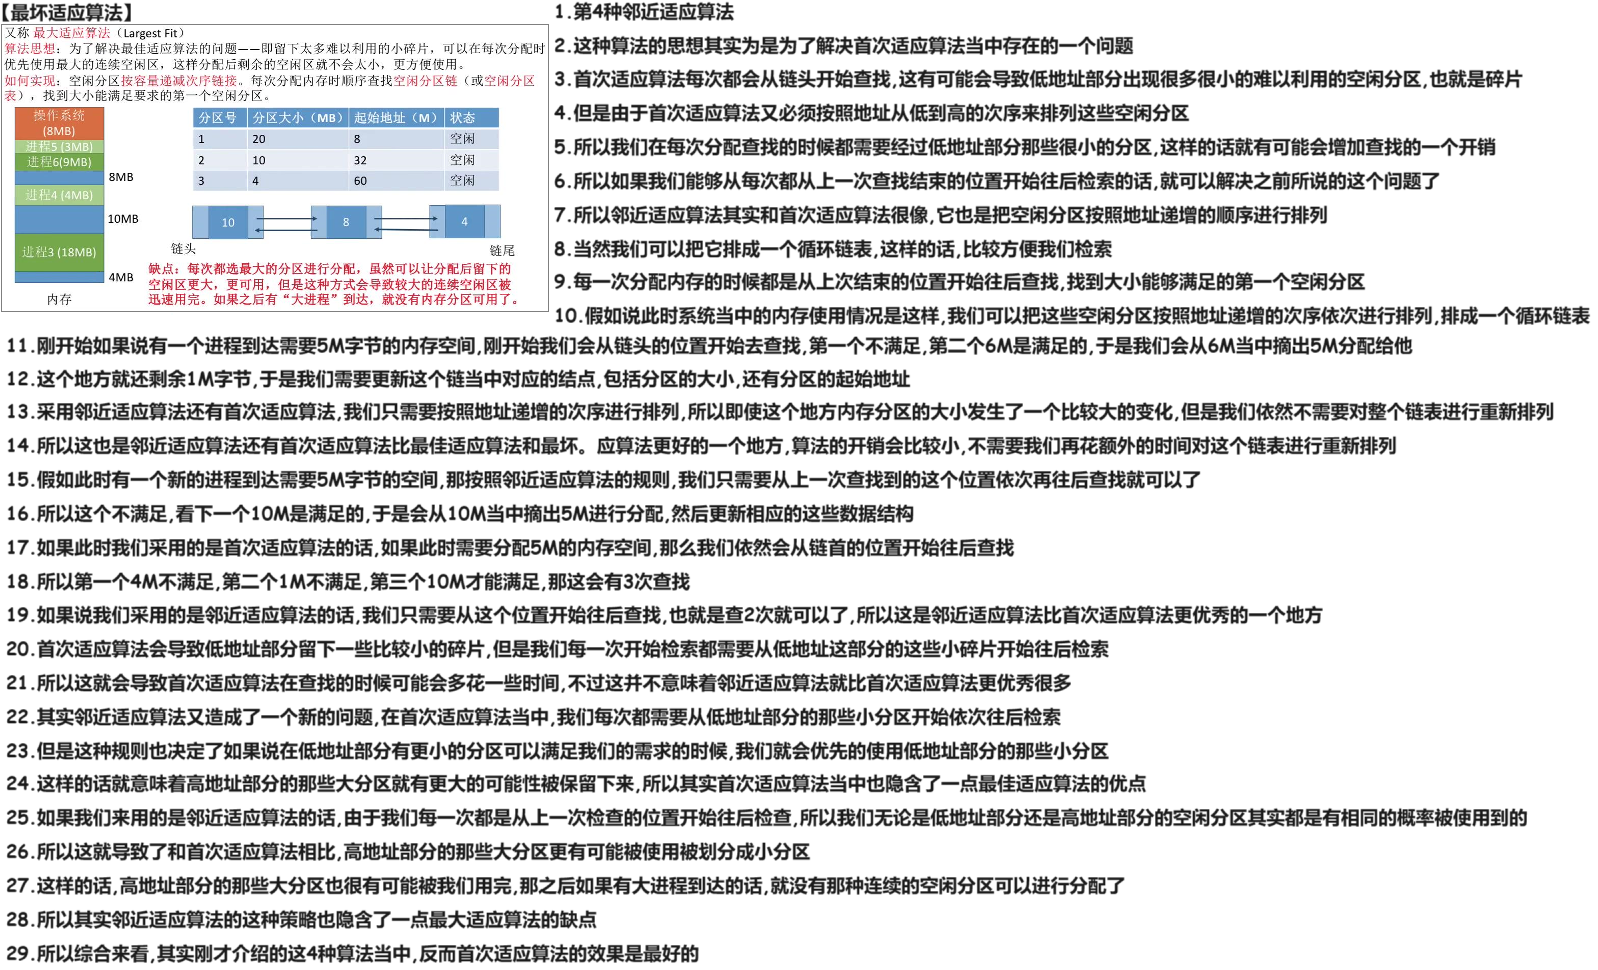 【最坏适应算法】
又称 最大适应算法（Largest Fit）
算法思想：为了解决最佳适应算法的问题——即留下太多难以利用的小碎片，可以在每次分配时
优先使用最大的连续空闲区，这样分配后剩余的空闲区就不会太小，更方便使用。
如何实现：空闲分区按容量递减次序链接。每次分配内存时顺序查找空闲分区链（或空闲分区
表），找到大小能满足要求的第一个空闲分区。
操作系统
(8MB)
进程5 (3MB)
进程6(9MB)
8MB
进程4 (4MB)
10MB
进程3 (18MB)
4MB
内存
分区号 分区大小（MB） 起始地址（M） 状态
1 20 8 空闲
2 10 32 空闲
3 4 60 空闲
10 8 4
链头 链尾
缺点：每次都选最大的分区进行分配，虽然可以让分配后留下的
空闲区更大，更可用，但是这种方式会导致较大的连续空闲区被
迅速用完。如果之后有“大进程”到达，就没有内存分区可用了。
1.第4种邻近适应算法
2.这种算法的思想其实为是为了解决首次适应算法当中存在的一个问题
3.首次适应算法每次都会从链头开始查找,这有可能会导致低地址部分出现很多很小的难以利用的空闲分区,也就是碎片
4.但是由于首次适应算法又必须按照地址从低到高的次序来排列这些空闲分区
5.所以我们在每次分配查找的时候都需要经过低地址部分那些很小的分区,这样的话就有可能会增加查找的一个开销
6.所以如果我们能够从每次都从上一次查找结束的位置开始往后检索的话,就可以解决之前所说的这个问题了
7.所以邻近适应算法其实和首次适应算法很像,它也是把空闲分区按照地址递增的顺序进行排列
8.当然我们可以把它排成一个循环链表,这样的话,比较方便我们检索
9.每一次分配内存的时候都是从上次结束的位置开始往后查找,找到大小能够满足的第一个空闲分区
10.假如说此时系统当中的内存使用情况是这样,我们可以把这些空闲分区按照地址递增的次序依次进行排列,排成一个循环链表
11.刚开始如果说有一个进程到达需要5M字节的内存空间,刚开始我们会从链头的位置开始去查找,第一个不满足,第二个6M是满足的,于是我们会从6M当中摘出5M分配给他
12.这个地方就还剩余1M字节,于是我们需要更新这个链当中对应的结点,包括分区的大小,还有分区的起始地址
13.采用邻近适应算法还有首次适应算法,我们只需要按照地址递增的次序进行排列,所以即使这个地方内存分区的大小发生了一个比较大的变化,但是我们依然不需要对整个链表进行重新排列
14.所以这也是邻近适应算法还有首次适应算法比最佳适应算法和最坏。应算法更好的一个地方,算法的开销会比较小,不需要我们再花额外的时间对这个链表进行重新排列
15.假如此时有一个新的进程到达需要5M字节的空间,那按照邻近适应算法的规则,我们只需要从上一次查找到的这个位置依次再往后查找就可以了
16.所以这个不满足,看下一个10M是满足的,于是会从10M当中摘出5M进行分配,然后更新相应的这些数据结构
17.如果此时我们采用的是首次适应算法的话,如果此时需要分配5M的内存空间,那么我们依然会从链首的位置开始往后查找
18.所以第一个4M不满足,第二个1M不满足,第三个10M才能满足,那这会有3次查找
19.如果说我们采用的是邻近适应算法的话,我们只需要从这个位置开始往后查找,也就是查2次就可以了,所以这是邻近适应算法比首次适应算法更优秀的一个地方
20.首次适应算法会导致低地址部分留下一些比较小的碎片,但是我们每一次开始检索都需要从低地址这部分的这些小碎片开始往后检索
21.所以这就会导致首次适应算法在查找的时候可能会多花一些时间,不过这并不意味着邻近适应算法就比首次适应算法更优秀很多
22.其实邻近适应算法又造成了一个新的问题,在首次适应算法当中,我们每次都需要从低地址部分的那些小分区开始依次往后检索
23.但是这种规则也决定了如果说在低地址部分有更小的分区可以满足我们的需求的时候,我们就会优先的使用低地址部分的那些小分区
24.这样的话就意味着高地址部分的那些大分区就有更大的可能性被保留下来,所以其实首次适应算法当中也隐含了一点最佳适应算法的优点
25.如果我们来用的是邻近适应算法的话,由于我们每一次都是从上一次检查的位置开始往后检查,所以我们无论是低地址部分还是高地址部分的空闲分区其实都是有相同的概率被使用到的
26.所以这就导致了和首次适应算法相比,高地址部分的那些大分区更有可能被使用被划分成小分区
27.这样的话,高地址部分的那些大分区也很有可能被我们用完,那之后如果有大进程到达的话,就没有那种连续的空闲分区可以进行分配了
28.所以其实邻近适应算法的这种策略也隐含了一点最大适应算法的缺点
29.所以综合来看,其实刚才介绍的这4种算法当中,反而首次适应算法的效果是最好的